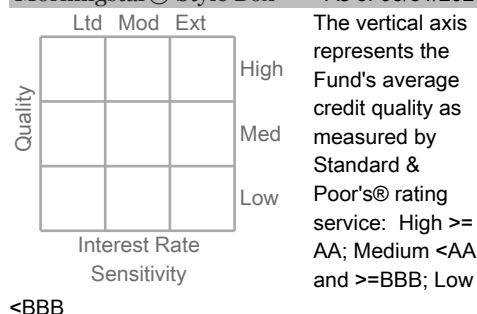 Ltd Mod Ext
High
Med
Low
Quality
Interest Rate
Sensitivity
The vertical axis
represents the
Fund's average
credit quality as
measured by
Standard &
Poor's® rating
service: High >=
AA; Medium <AA
and >=BBB; Low
<BBB